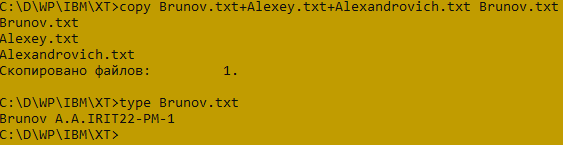 C:\D\WP\IBM\XT>copy Brunov.txt+Alexey.txt+Alexandrovich.txt Brunov.txt
Brunov.txt
Alexey.txt
Alexandrovich.txt
Скопировано файлов:         1.
C:\D\WP\IBM\XT>type Brunov.txt
Brunov A.A.IRIT22-PM-1
C:\D\WP\IBM\XT>